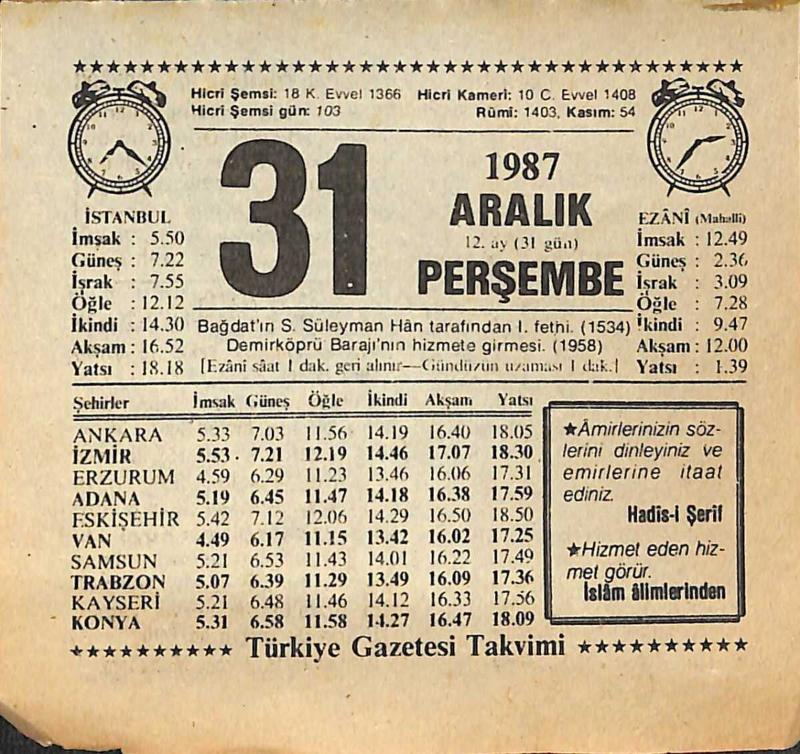 Hicri Şemsi: 18 K. Evvel 1366 Hicri Kameri: 10 C. Evvel 1408
Hicri Şemsi gün: 103 Rûmî: 1403, Kasım: 54
31
1987
ARALIK
12. ay (31 gün)
PERŞEMBE
İSTANBUL
İmşak : 5.50
Güneş : 7.22
İşrak : 7.55
Öğle : 12.12
İkindi : 14.30
Akşam : 16.52
Yatsı : 18.18
EZÂNÎ (Mahalli)
İmsak : 12.49
Güneş : 2.36
İşrak : 3.09
Öğle : 7.28
İkindi : 9.47
Akşam : 12.00
Yatsı : 1.39
Bağdat'ın S. Süleyman Hân tarafından I. fethi. (1534)
Demirköprü Barajı'nın hizmete girmesi. (1958)
[Ezâni sâat 1 dak. geri alınır—Gündüzün uzaması 1 dak.]
Şehirler İmsak Güneş Öğle İkindi Akşam Yatsı
ANKARA 5.33 7.03 11.56 14.19 16.40 18.05
İZMİR 5.53 7.21 12.19 14.46 17.07 18.30
ERZURUM 4.59 6.29 11.23 13.46 16.06 17.31
ADANA 5.19 6.45 11.47 14.18 16.38 17.59
ESKİŞEHİR 5.42 7.12 12.06 14.29 16.50 18.50
VAN 4.49 6.17 11.15 13.42 16.02 17.25
SAMSUN 5.21 6.53 11.43 14.01 16.22 17.49
TRABZON 5.07 6.39 11.29 13.49 16.09 17.36
KAYSERİ 5.21 6.48 11.46 14.12 16.33 17.56
KONYA 5.31 6.58 11.58 14.27 16.47 18.09
★Âmirlerinizin söz-
lerini dinleyiniz ve
emirlerine itaat
ediniz.
Hadîs-i Şerîf
★Hizmet eden hiz-
met görür.
İslâm âlimlerinden
Türkiye Gazetesi Takvimi